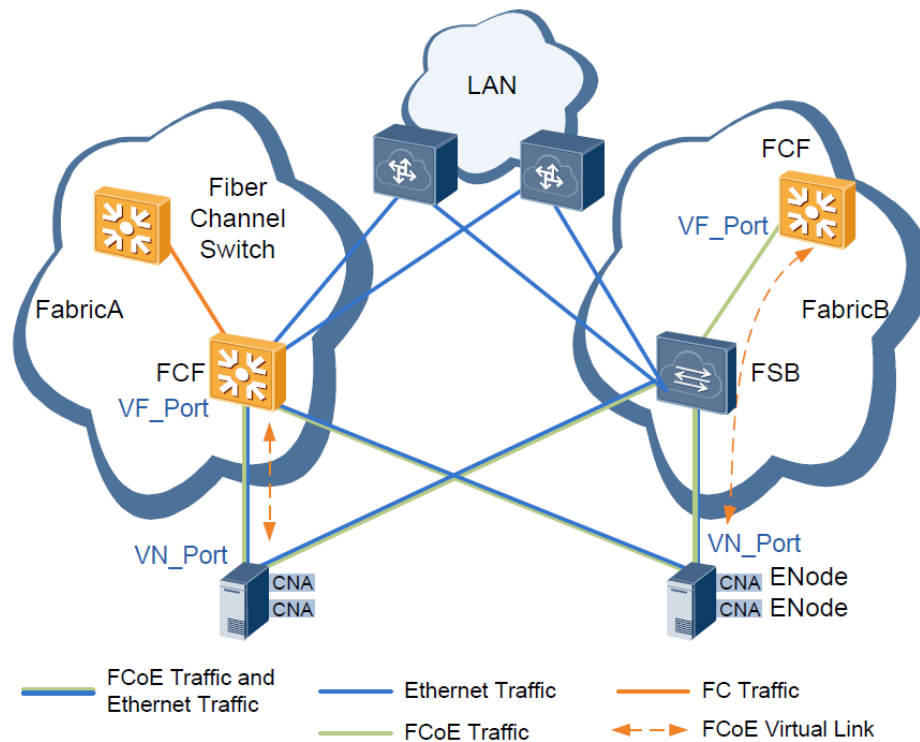 LAN
FCF
Fiber
Channel
Switch
VF_Port
FabricA
FabricB
FCF
FSB
VF_Port
VN_Port
VN_Port
CNA
CNA
CNA ENode
CNA ENode
FCoE Traffic and
Ethernet Traffic
Ethernet Traffic
FC Traffic
FCoE Traffic
FCoE Virtual Link